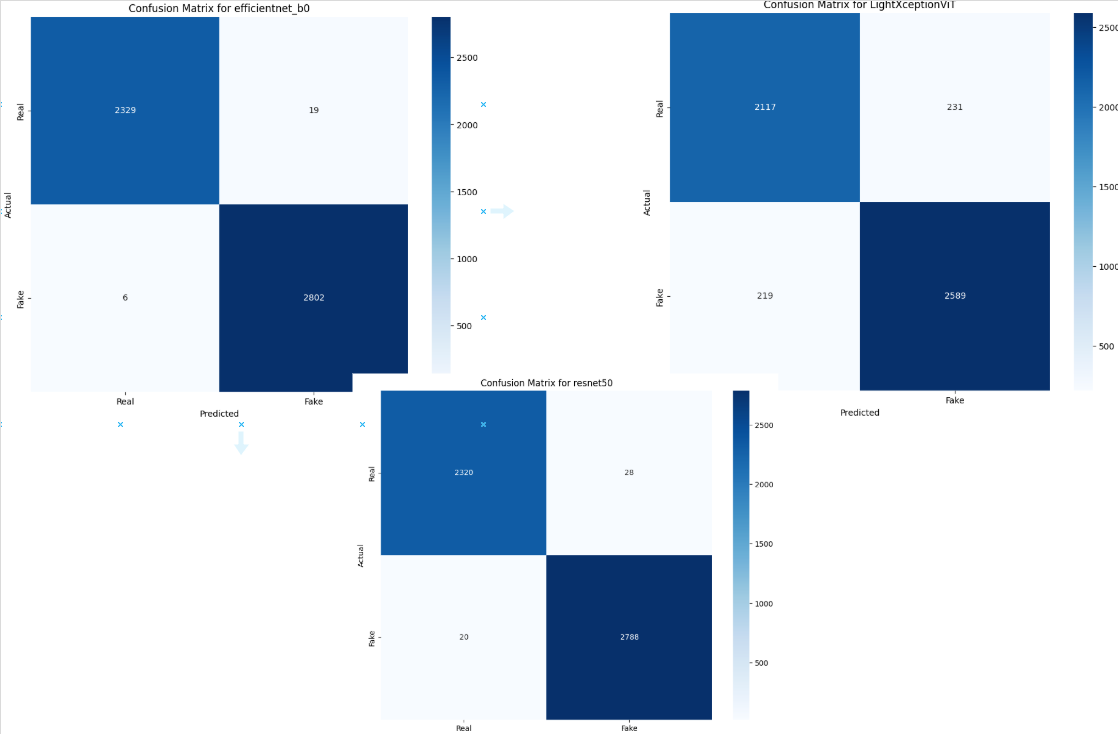 Confusion Matrix for efficientnet_b0
Actual
Real
Fake
2329
19
6
2802
Real
Fake
Predicted
2500
2000
1500
1000
500
Confusion Matrix for LightXceptionViT
Actual
Real
Fake
2117
231
219
2589
Fake
Predicted
2500
2000
1500
1000
500
Confusion Matrix for resnet50
Actual
Real
Fake
2320
28
20
2788
Real
Fake
2500
2000
1500
1000
500